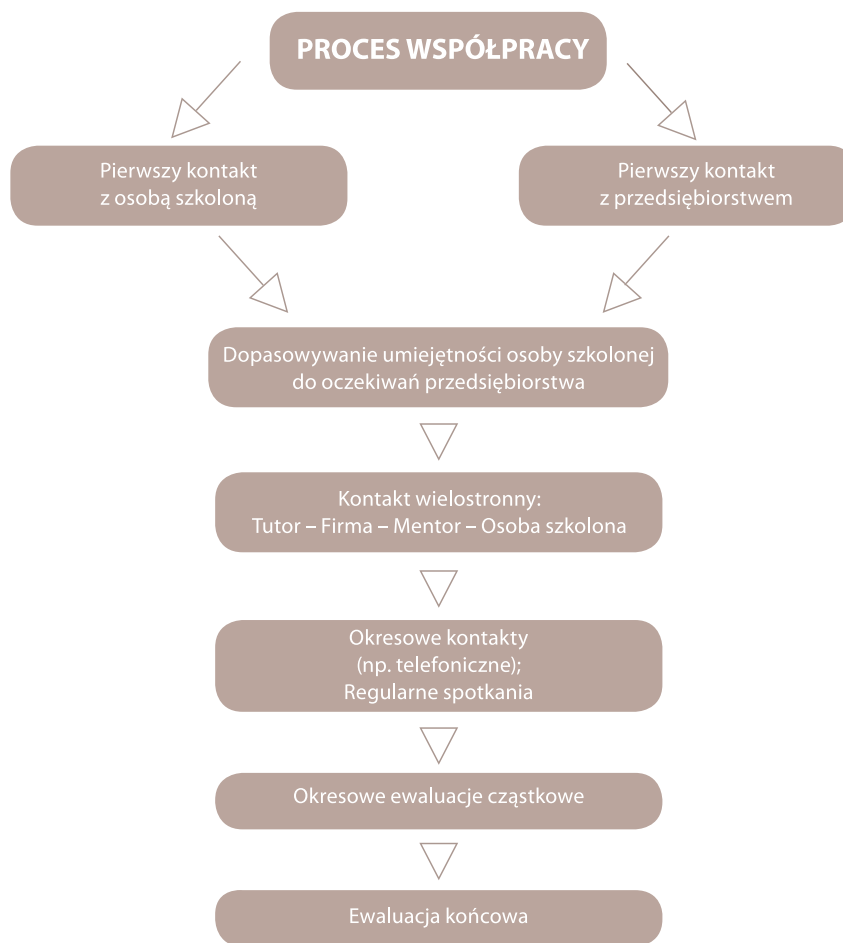 PROCES WSPÓŁPRACY
Pierwszy kontakt
z osobą szkoloną
Pierwszy kontakt
z przedsiębiorstwem
Dopasowywanie umiejętności osoby szkolonej
do oczekiwań przedsiębiorstwa
Kontakt wielostronny:
Tutor – Firma – Mentor – Osoba szkolona
Okresowe kontakty
(np. telefoniczne);
Regularne spotkania
Okresowe ewaluacje cząstkowe
Ewaluacja końcowa